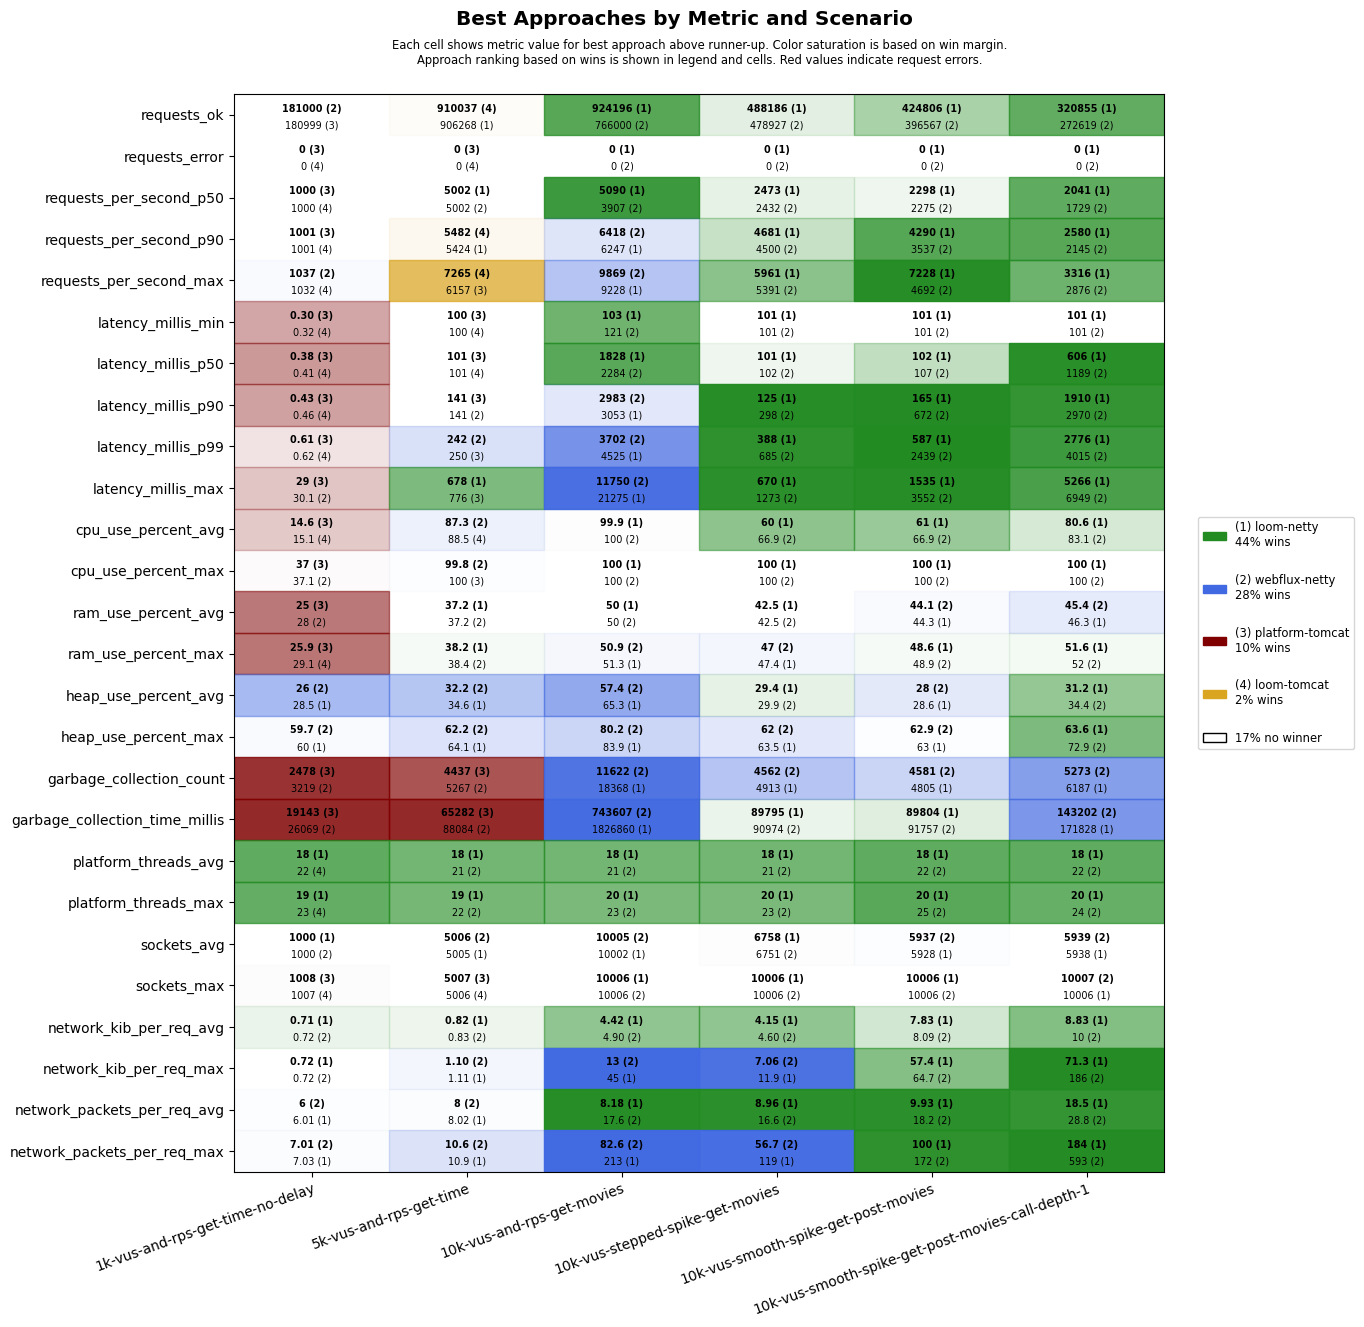 Best Approaches by Metric and Scenario
Each cell shows metric value for best approach above runner-up. Color saturation is based on win margin.
Approach ranking based on wins is shown in legend and cells. Red values indicate request errors.
requests_ok
181000 (2) 910037 (4) 924196 (1) 488186 (1) 424806 (1) 320855 (1)
180999 (3) 906268 (1) 766000 (2) 478927 (2) 396567 (2) 272619 (2)
requests_error
0 (3) 0 (3) 0 (1) 0 (1) 0 (1) 0 (1)
0 (4) 0 (4) 0 (2) 0 (2) 0 (2) 0 (2)
requests_per_second_p50
1000 (3) 5002 (1) 5090 (1) 2473 (1) 2298 (1) 2041 (1)
1000 (4) 5002 (2) 3907 (2) 2432 (2) 2275 (2) 1729 (2)
requests_per_second_p90
1001 (3) 5482 (4) 6418 (2) 4681 (1) 4290 (1) 2580 (1)
1001 (4) 5424 (1) 6247 (1) 4500 (2) 3537 (2) 2145 (2)
requests_per_second_max
1037 (2) 7265 (4) 9869 (2) 5961 (1) 7228 (1) 3316 (1)
1032 (4) 6157 (3) 9228 (1) 5391 (2) 4692 (2) 2876 (2)
latency_millis_min
0.30 (3) 100 (3) 103 (1) 101 (1) 101 (1) 101 (1)
0.32 (4) 100 (4) 121 (2) 101 (2) 101 (2) 101 (2)
latency_millis_p50
0.38 (3) 101 (3) 1828 (1) 101 (1) 102 (1) 606 (1)
0.41 (4) 101 (4) 2284 (2) 102 (2) 107 (2) 1189 (2)
latency_millis_p90
0.43 (3) 141 (3) 2983 (2) 125 (1) 165 (1) 1910 (1)
0.46 (4) 141 (2) 3053 (1) 298 (2) 672 (2) 2970 (2)
latency_millis_p99
0.61 (3) 242 (2) 3702 (2) 388 (1) 587 (1) 2776 (1)
0.62 (4) 250 (3) 4525 (1) 685 (2) 2439 (2) 4015 (2)
latency_millis_max
29 (3) 678 (1) 11750 (2) 670 (1) 1535 (1) 5266 (1)
30.1 (2) 776 (3) 21275 (1) 1273 (2) 3552 (2) 6949 (2)
cpu_use_percent_avg
14.6 (3) 87.3 (2) 99.9 (1) 60 (1) 61 (1) 80.6 (1)
15.1 (4) 88.5 (4) 100 (2) 66.9 (2) 66.9 (2) 83.1 (2)
cpu_use_percent_max
37 (3) 99.8 (2) 100 (1) 100 (1) 100 (1) 100 (1)
37.1 (2) 100 (3) 100 (2) 100 (2) 100 (2) 100 (2)
ram_use_percent_avg
25 (3) 37.2 (1) 50 (1) 42.5 (1) 44.1 (2) 45.4 (2)
28 (2) 37.2 (2) 50 (2) 42.5 (2) 44.3 (1) 46.3 (1)
ram_use_percent_max
25.9 (3) 38.2 (1) 50.9 (2) 47 (2) 48.6 (1) 51.6 (1)
29.1 (4) 38.4 (2) 51.3 (1) 47.4 (1) 48.9 (2) 52 (2)
heap_use_percent_avg
26 (2) 32.2 (2) 57.4 (2) 29.4 (1) 28 (2) 31.2 (1)
28.5 (1) 34.6 (1) 65.3 (1) 29.9 (2) 28.6 (1) 34.4 (2)
heap_use_percent_max
59.7 (2) 62.2 (2) 80.2 (2) 62 (2) 62.9 (2) 63.6 (1)
60 (1) 64.1 (1) 83.9 (1) 63.5 (1) 63 (1) 72.9 (2)
garbage_collection_count
2478 (3) 4437 (3) 11622 (2) 4562 (2) 4581 (2) 5273 (2)
3219 (2) 5267 (2) 18368 (1) 4913 (1) 4805 (1) 6187 (1)
garbage_collection_time_millis
19143 (3) 65282 (3) 743607 (2) 89795 (1) 89804 (1) 143202 (2)
26069 (2) 88084 (2) 1826860 (1) 90974 (2) 91757 (2) 171828 (1)
platform_threads_avg
18 (1) 18 (1) 18 (1) 18 (1) 18 (1) 18 (1)
22 (4) 21 (2) 21 (2) 21 (2) 22 (2) 22 (2)
platform_threads_max
19 (1) 19 (1) 20 (1) 20 (1) 20 (1) 20 (1)
23 (4) 22 (2) 23 (2) 23 (2) 25 (2) 24 (2)
sockets_avg
1000 (1) 5006 (2) 10005 (2) 6758 (1) 5937 (2) 5939 (2)
1000 (2) 5005 (1) 10002 (1) 6751 (2) 5928 (1) 5938 (1)
sockets_max
1008 (3) 5007 (3) 10006 (1) 10006 (1) 10006 (1) 10007 (2)
1007 (4) 5006 (4) 10006 (2) 10006 (2) 10006 (2) 10006 (1)
network_kib_per_req_avg
0.71 (1) 0.82 (1) 4.42 (1) 4.15 (1) 7.83 (1) 8.83 (1)
0.72 (2) 0.83 (2) 4.90 (2) 4.60 (2) 8.09 (2) 10 (2)
network_kib_per_req_max
0.72 (1) 1.10 (2) 13 (2) 7.06 (2) 57.4 (1) 71.3 (1)
0.72 (2) 1.11 (1) 45 (1) 11.9 (1) 64.7 (2) 186 (2)
network_packets_per_req_avg
6 (2) 8 (2) 8.18 (1) 8.96 (1) 9.93 (1) 18.5 (1)
6.01 (1) 8.02 (1) 17.6 (2) 16.6 (2) 18.2 (2) 28.8 (2)
network_packets_per_req_max
7.01 (2) 10.6 (2) 82.6 (2) 56.7 (2) 100 (1) 184 (1)
7.03 (1) 10.9 (1) 213 (1) 119 (1) 172 (2) 593 (2)
1k-vus-and-rps-get-time-no-delay
5k-vus-and-rps-get-time
10k-vus-and-rps-get-movies
10k-vus-stepped-spike-get-movies
10k-vus-smooth-spike-get-post-movies
10k-vus-smooth-spike-get-post-movies-call-depth-1
(1) loom-netty
44% wins
(2) webflux-netty
28% wins
(3) platform-tomcat
10% wins
(4) loom-tomcat
2% wins
17% no winner